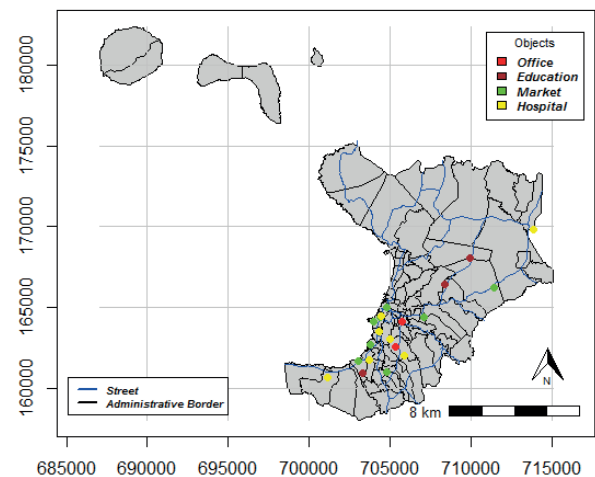 Objects
Office
Education
Market
Hospital
180000
175000
170000
165000
160000
Street
Administrative Border
N
8 km
685000 690000 695000 700000 705000 710000 715000